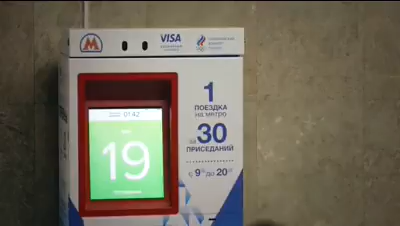 М
VISA
01:42
19
1
ПОЕЗДКА
на метро
за 30
ПРИСЕДАНИЙ
с 9⁰⁰ до 20⁰⁰